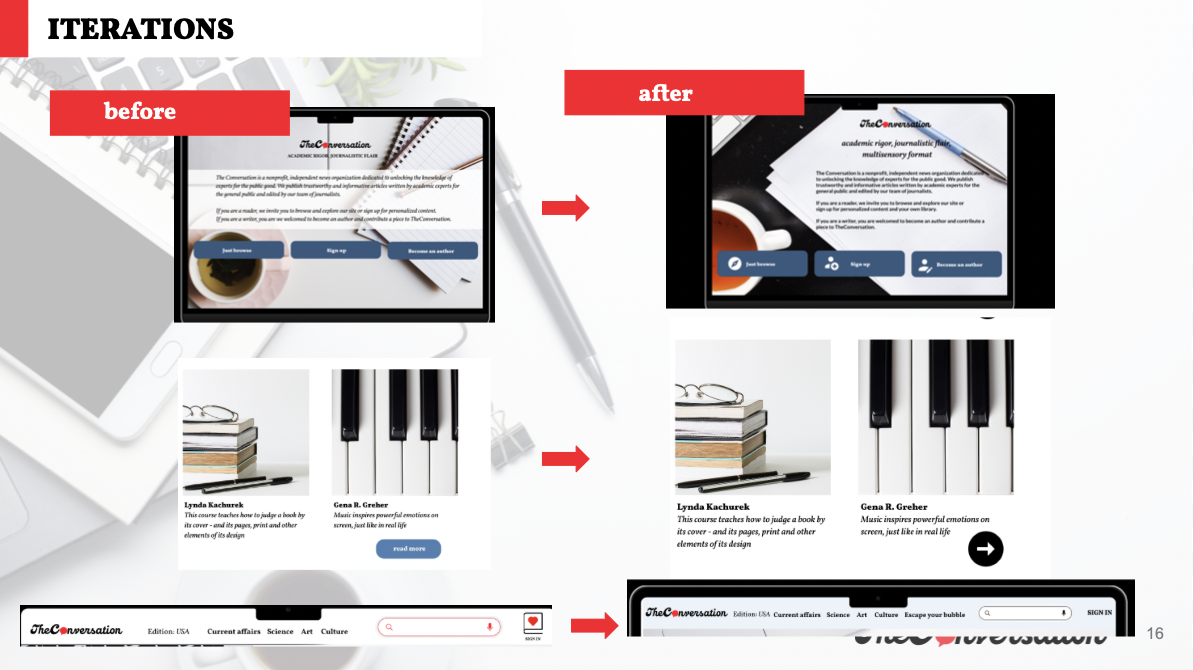 ITERATIONS
before
TheConversation
ACADEMIC RIGOR, JOURNALISTIC FLAIR
The Conversation is a nonprofit, independent news organization dedicated to unlocking the knowledge of
experts for the public good. We publish trustworthy and informative articles written by academic experts for
the general public and edited by our team of journalists.
If you are a reader, we invite you to browse and explore our site or sign up for personalized content.
If you are a writer, you are welcomed to become an author and contribute a piece to TheConversation.
Just browse
Sign up
Become an author
after
TheConversation
academic rigor, journalistic flair,
multisensory format
The Conversation is a nonprofit, independent news organization dedicated
to unlocking the knowledge of experts for the public good. We publish
trustworthy and informative articles written by academic experts for the
general public and edited by our team of journalists.
If you are a reader, we invite you to browse and explore our site or
sign up for personalized content and your own library.
If you are a writer, you are welcomed to become an author and contribute a
piece to TheConversation.
Just browse
Sign up
Become an author
Lynda Kachurek
This course teaches how to judge a book by
its cover - and its pages, print and other
elements of its design
Gena R. Greher
Music inspires powerful emotions on
screen, just like in real life
read more
Lynda Kachurek
This course teaches how to judge a book by
its cover - and its pages, print and other
elements of its design
Gena R. Greher
Music inspires powerful emotions on
screen, just like in real life
TheConversation
Edition: USA
Current affairs Science Art Culture
SIGN IN
TheConversation
Edition: USA
Current affairs Science Art Culture Escape your bubble
SIGN IN
TheConversation
16